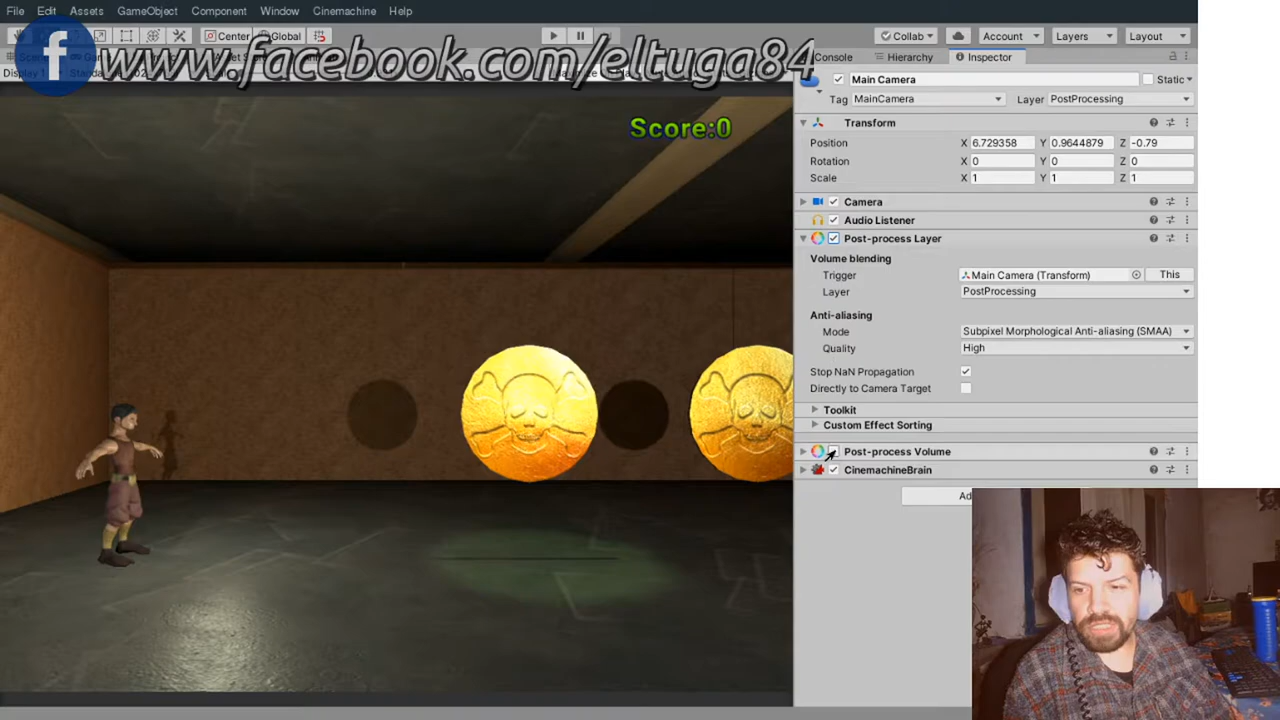 File Edit Assets GameObject Component Window Cinemachine Help
Center Global Collab Account Layers Layout
f www.facebook.com/eltuga84
Console Hierarchy Inspector
Display 1
Main Camera Static
Tag MainCamera Layer PostProcessing
Score:0
Transform
Position X 6.729358 Y 0.9644879 Z -0.79
Rotation X 0 Y 0 Z 0
Scale X 1 Y 1 Z 1
Camera
Audio Listener
Post-process Layer
Volume blending
Trigger Main Camera (Transform) This
Layer PostProcessing
Anti-aliasing
Mode Subpixel Morphological Anti-aliasing (SMAA)
Quality High
Stop NaN Propagation
Directly to Camera Target
Toolkit
Custom Effect Sorting
Post-process Volume
CinemachineBrain
Ad